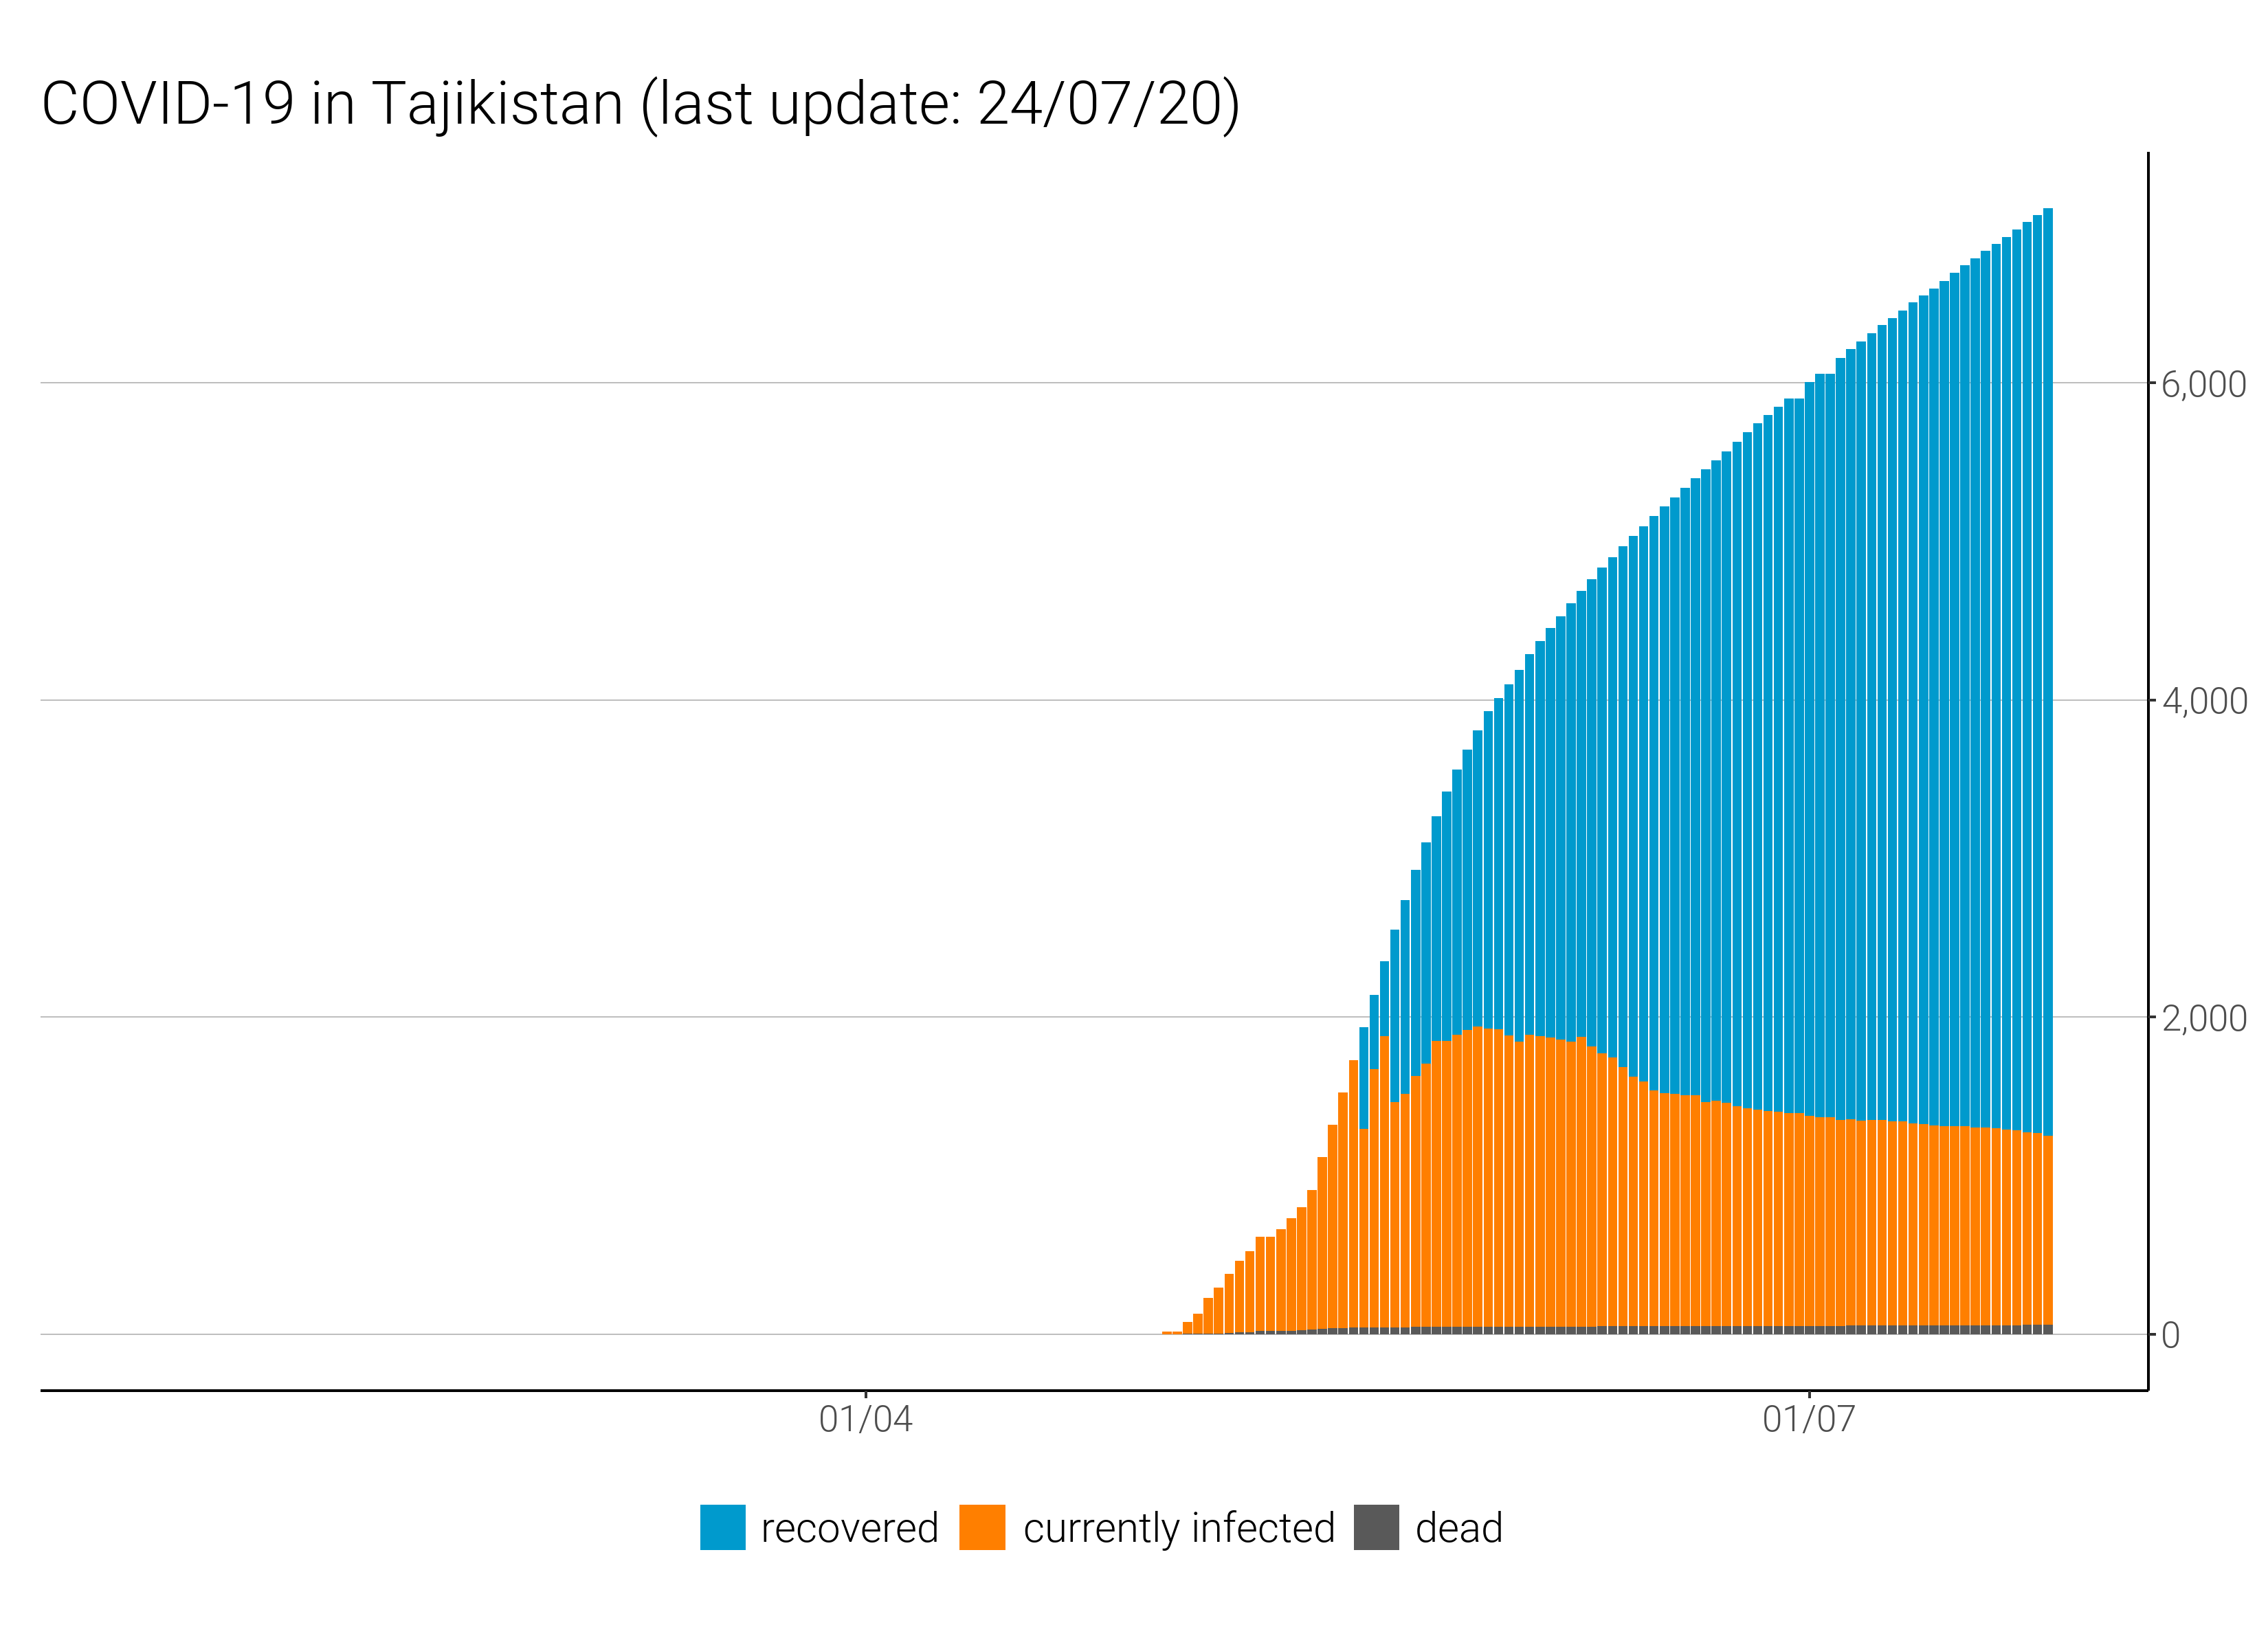 COVID-19 in Tajikistan (last update: 24/07/20)
6,000
4,000
2,000
0
01/04 01/07
recovered currently infected dead